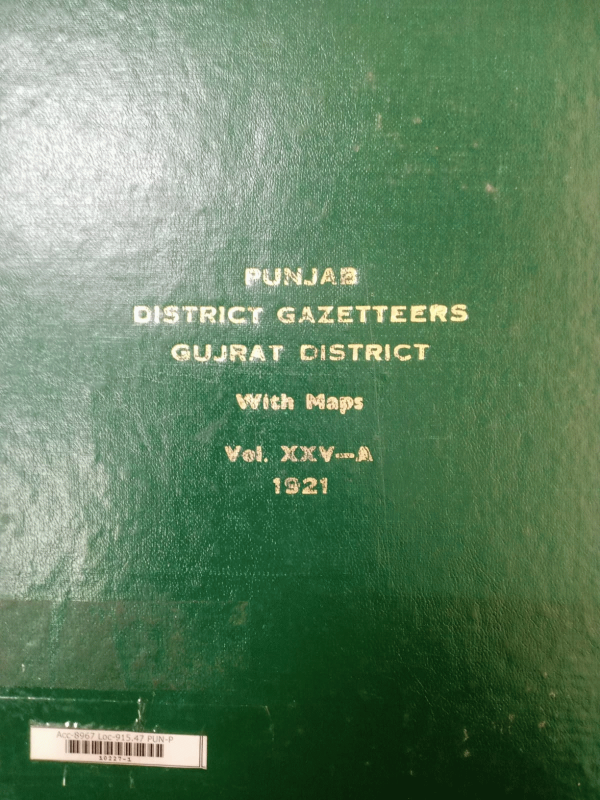 PUNJAB
DISTRICT GAZETTEERS
GUJRAT DISTRICT
With Maps
Vol. XXV—A
1921
Acc-8967 Loc-915.47 PUN-P
10227-1